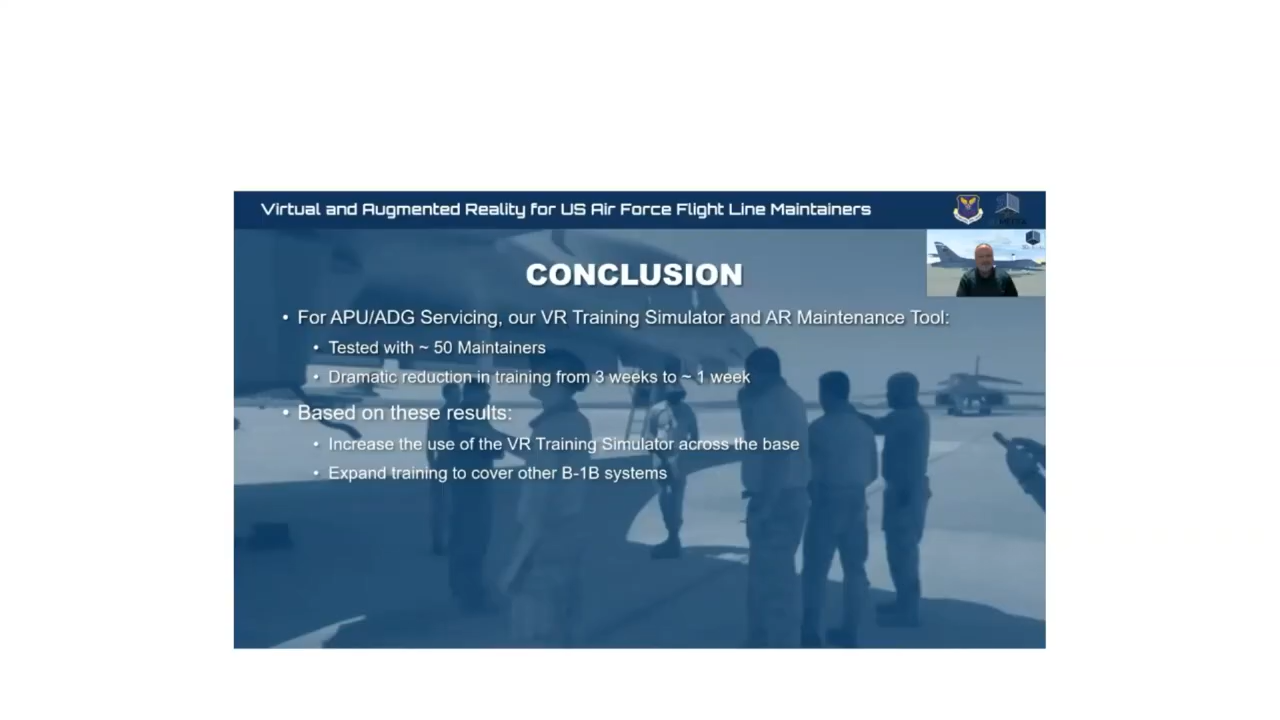 Virtual and Augmented Reality for US Air Force Flight Line Maintainers
CONCLUSION
• For APU/ADG Servicing, our VR Training Simulator and AR Maintenance Tool:
• Tested with ~ 50 Maintainers
• Dramatic reduction in training from 3 weeks to ~ 1 week
• Based on these results:
• Increase the use of the VR Training Simulator across the base
• Expand training to cover other B-1B systems